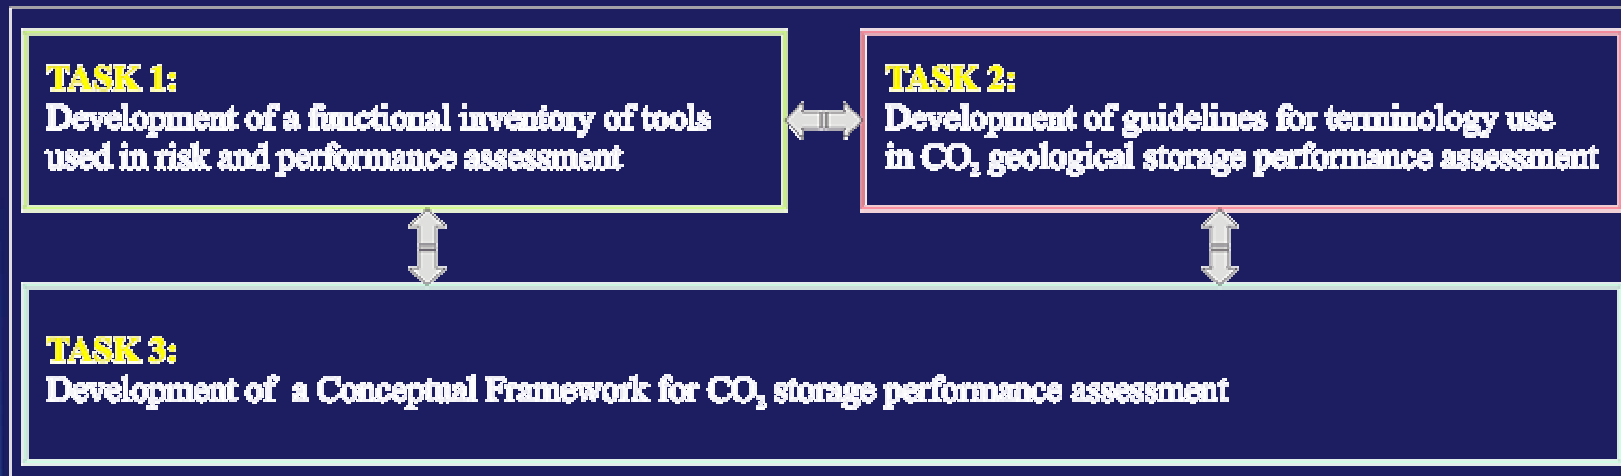 TASK 1:
Development of a functional inventory of tools
used in risk and performance assessment
TASK 2:
Development of guidelines for terminology use
in CO₂ geological storage performance assessment
TASK 3:
Development of a Conceptual Framework for CO₂ storage performance assessment